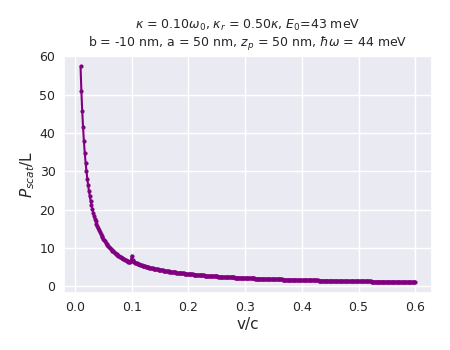 κ = 0.10ω₀, κᵣ = 0.50κ, E₀=43 meV
b = -10 nm, a = 50 nm, zₚ = 50 nm, ℏω = 44 meV
60
50
40
30
20
10
0
P_{scat}/L
0.0 0.1 0.2 0.3 0.4 0.5 0.6
v/c